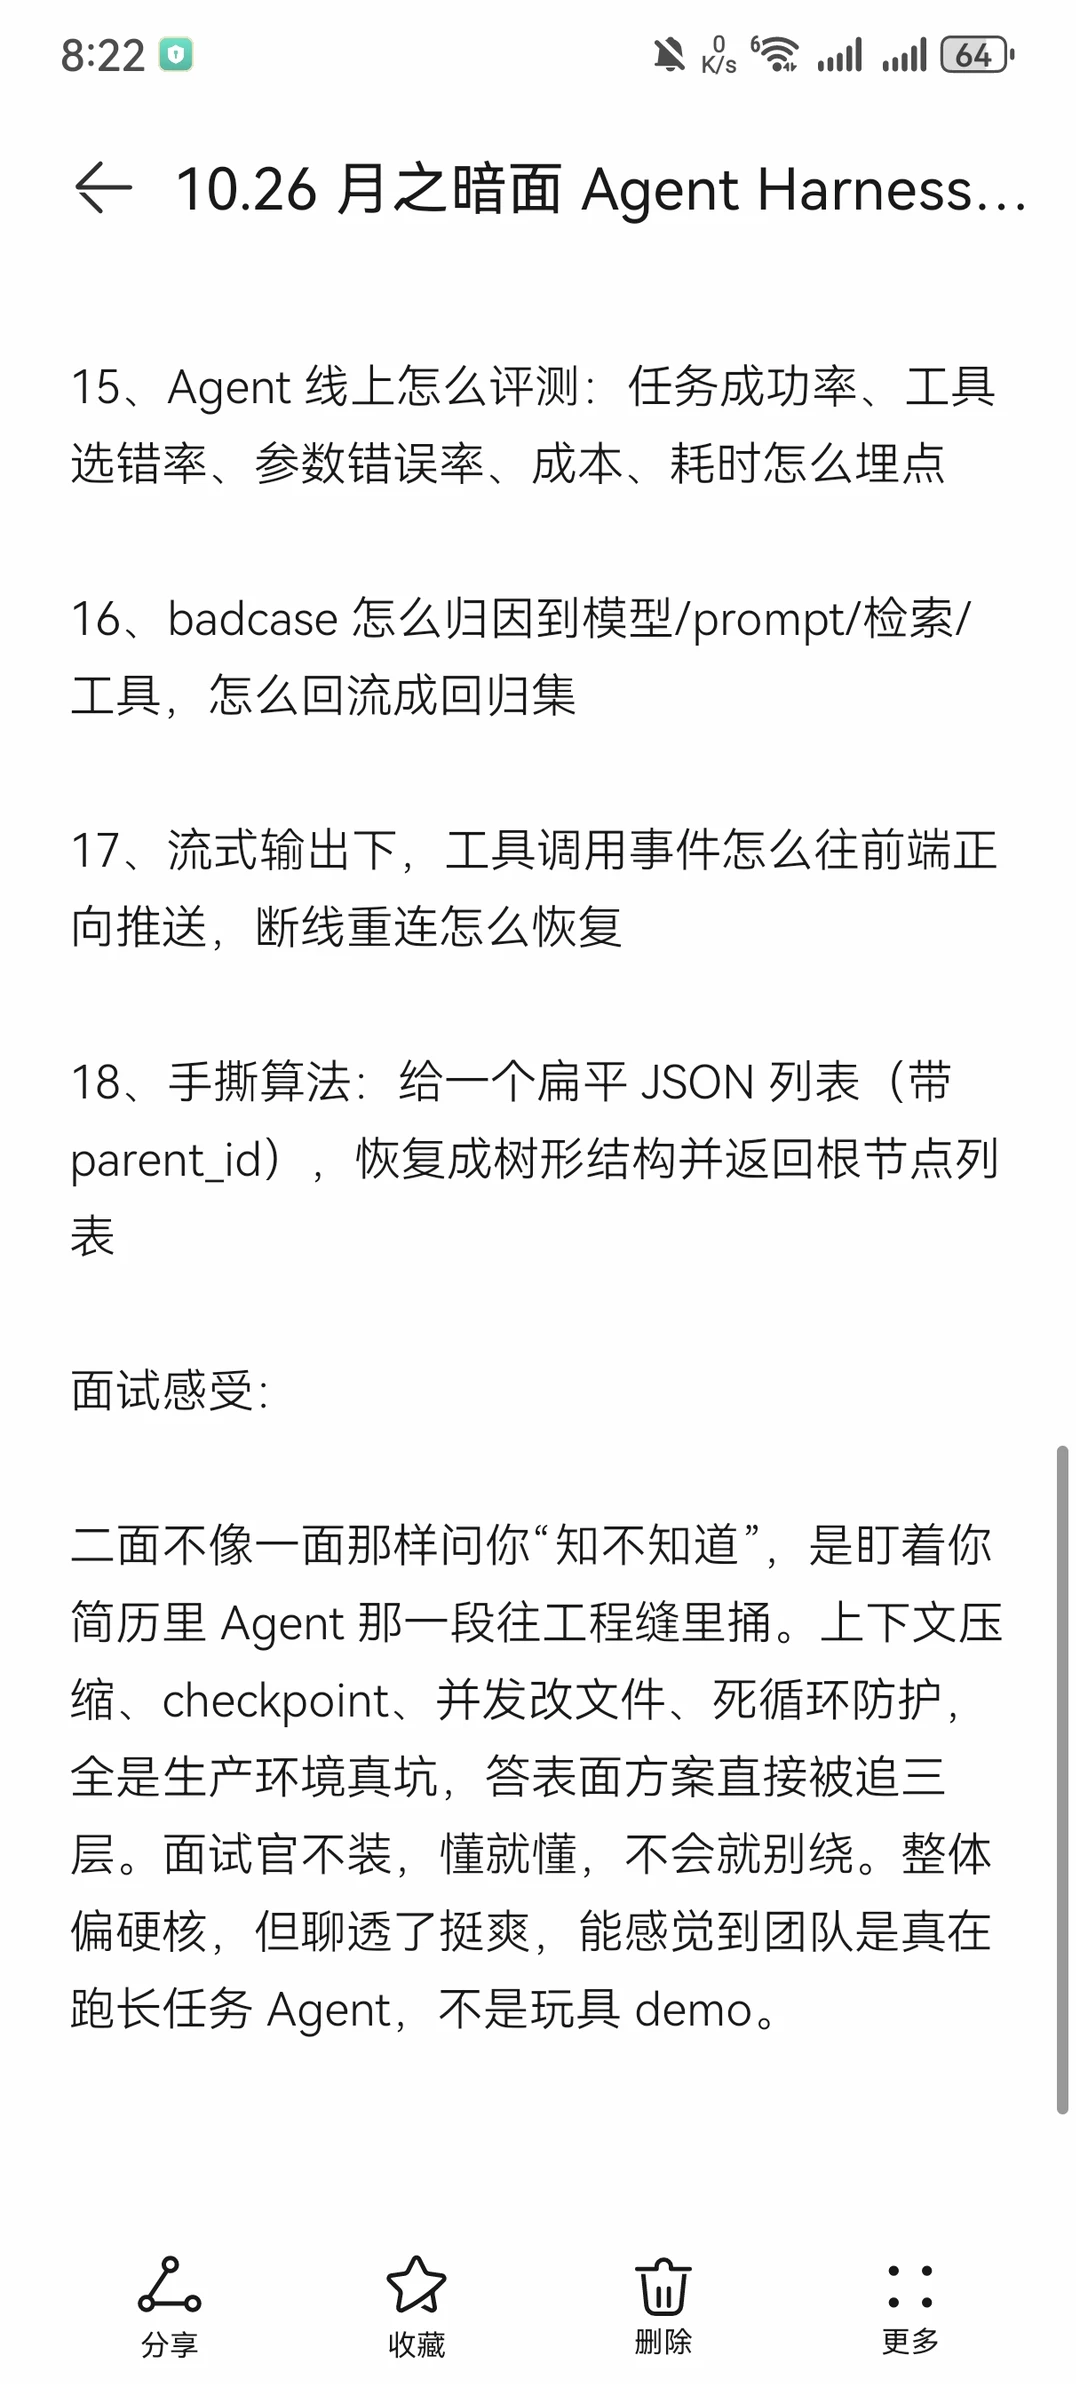 8:22
0
K/s
6
64
10.26 月之暗面 Agent Harness...
15、Agent 线上怎么评测：任务成功率、工具
选错率、参数错误率、成本、耗时怎么埋点
16、badcase 怎么归因到模型/prompt/检索/
工具，怎么回流成回归集
17、流式输出下，工具调用事件怎么往前端正
向推送，断线重连怎么恢复
18、手撕算法：给一个扁平 JSON 列表（带
parent_id），恢复成树形结构并返回根节点列
表
面试感受：
二面不像一面那样问你“知不知道”，是盯着你
简历里 Agent 那一段往工程缝里捅。上下文压
缩、checkpoint、并发改文件、死循环防护，
全是生产环境真坑，答表面方案直接被追三
层。面试官不装，懂就懂，不会就别绕。整体
偏硬核，但聊透了挺爽，能感觉到团队是真在
跑长任务 Agent，不是玩具 demo。
分享
收藏
删除
更多